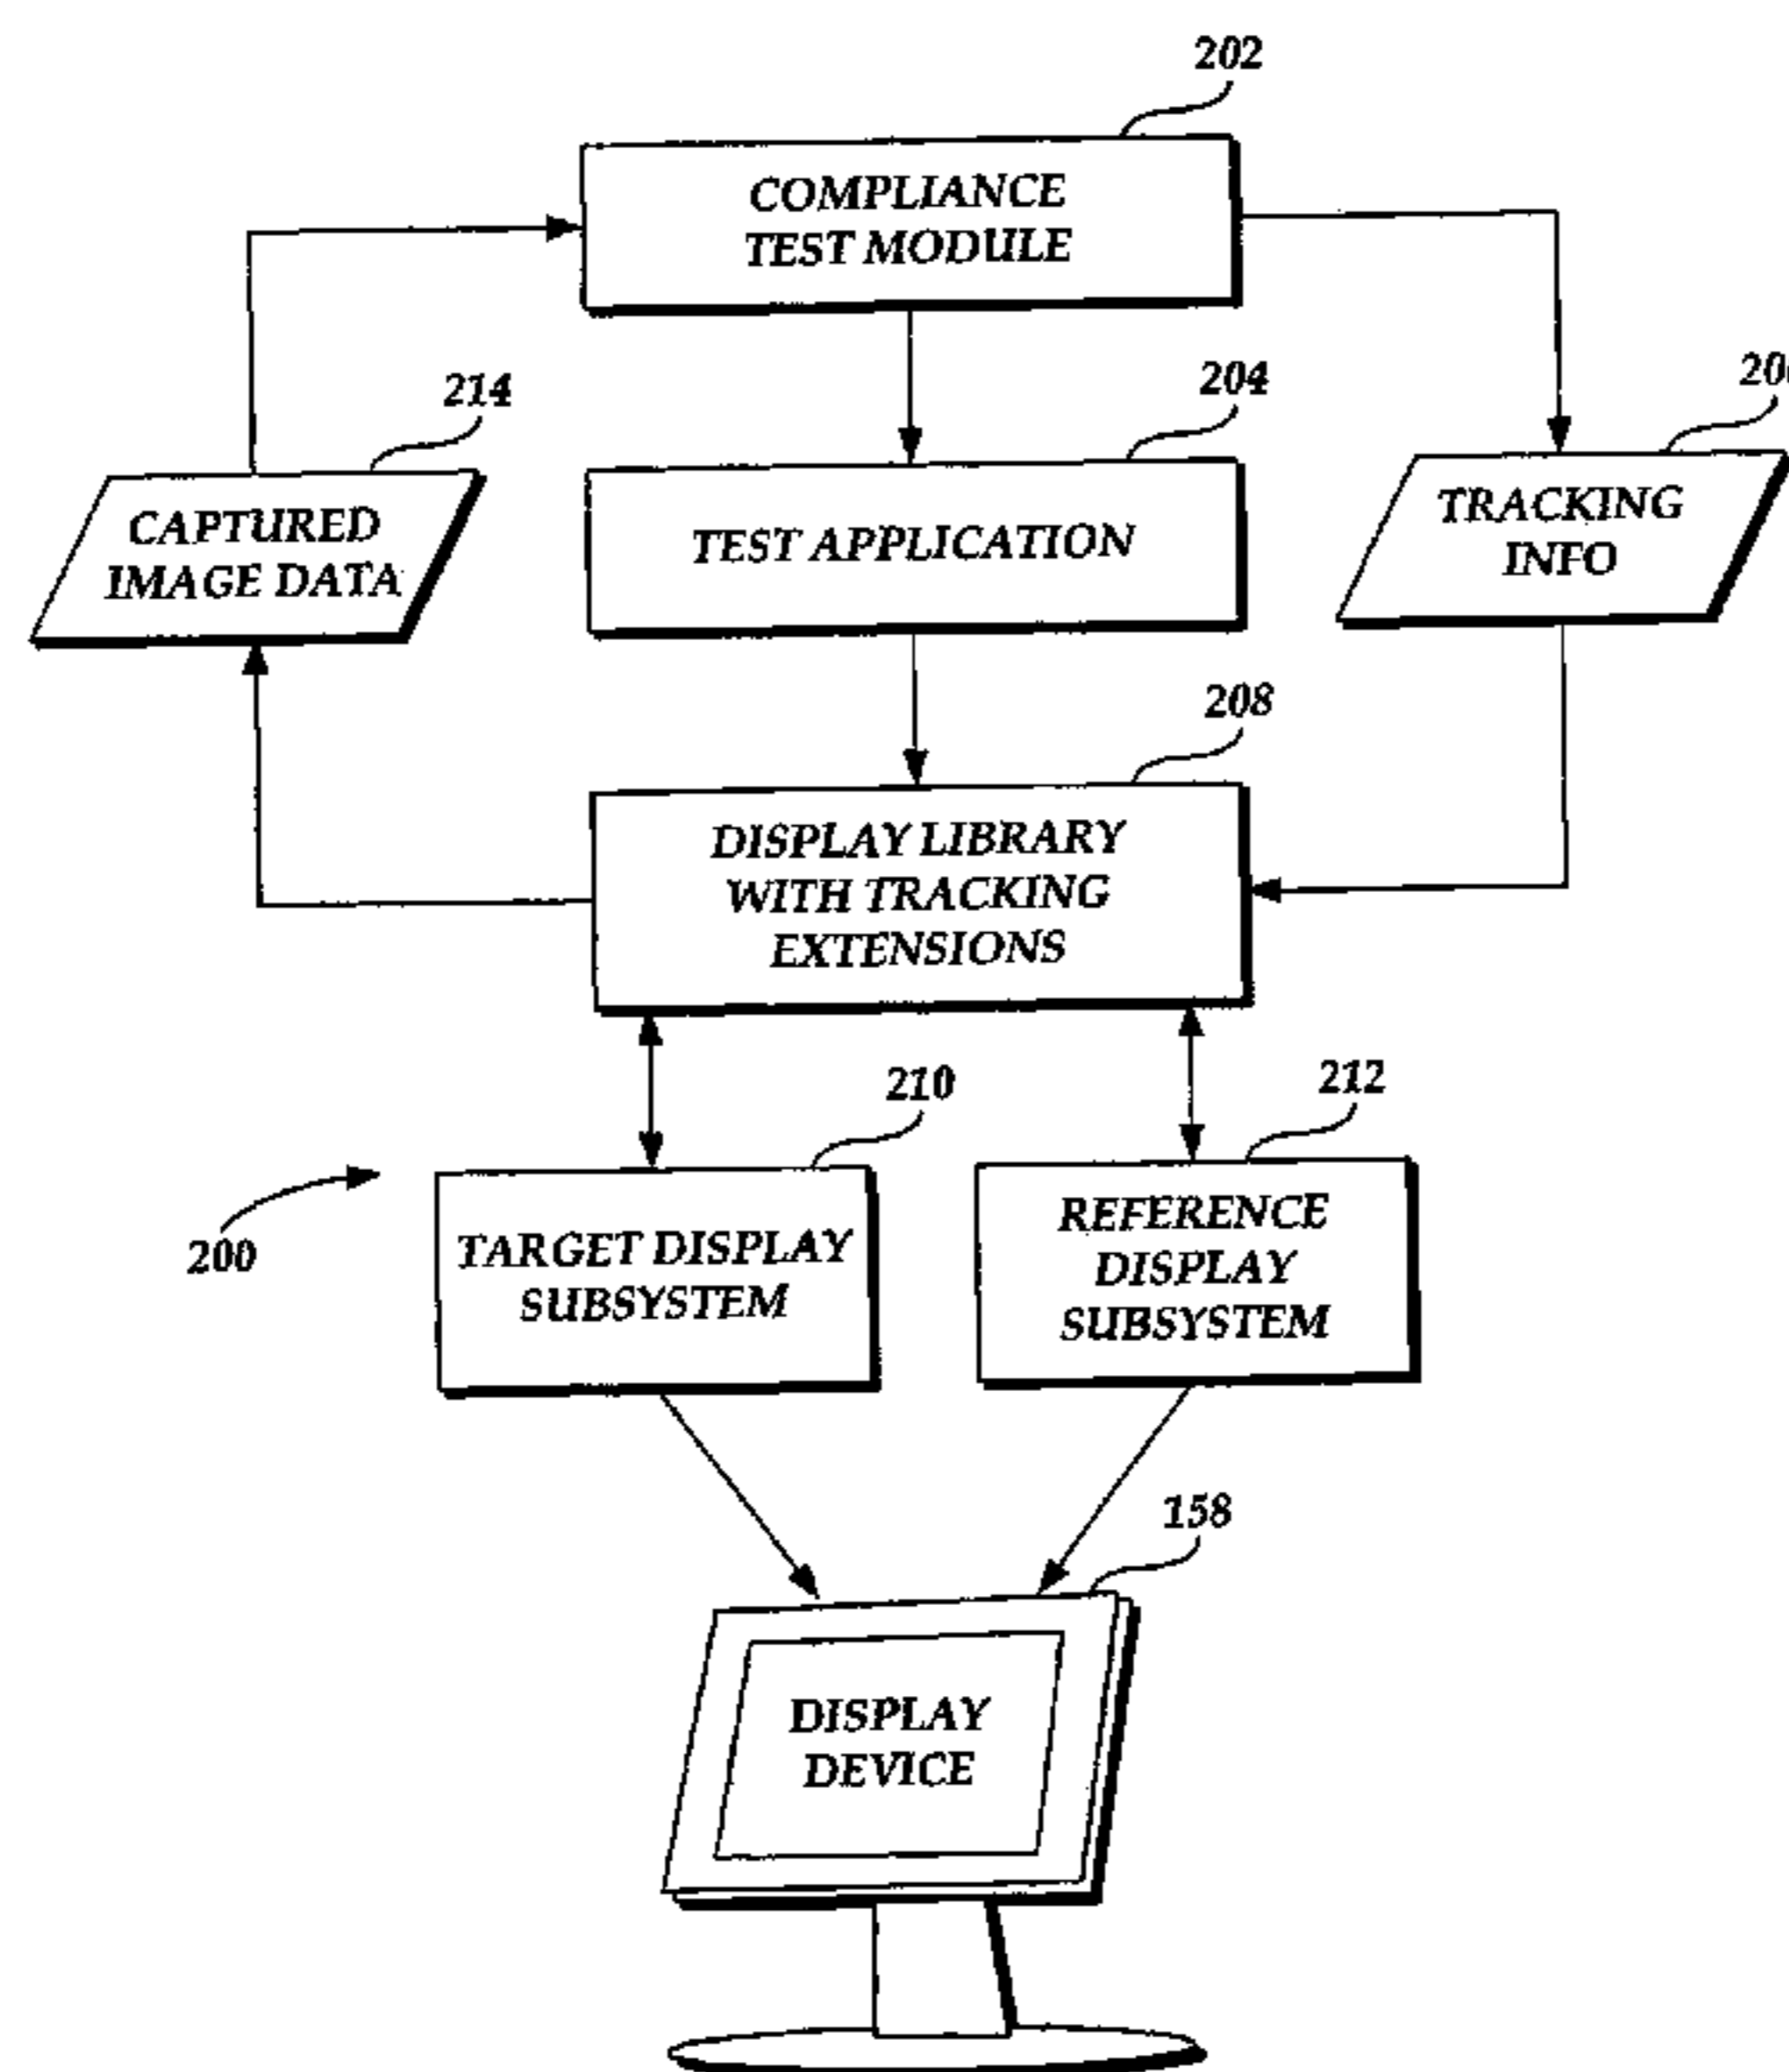 202
COMPLIANCE
TEST MODULE
214
204
CAPTURED
IMAGE DATA
TEST APPLICATION
TRACKING
INFO
208
DISPLAY LIBRARY
WITH TRACKING
EXTENSIONS
210
212
200
TARGET DISPLAY
SUBSYSTEM
REFERENCE
DISPLAY
SUBSYSTEM
158
DISPLAY
DEVICE